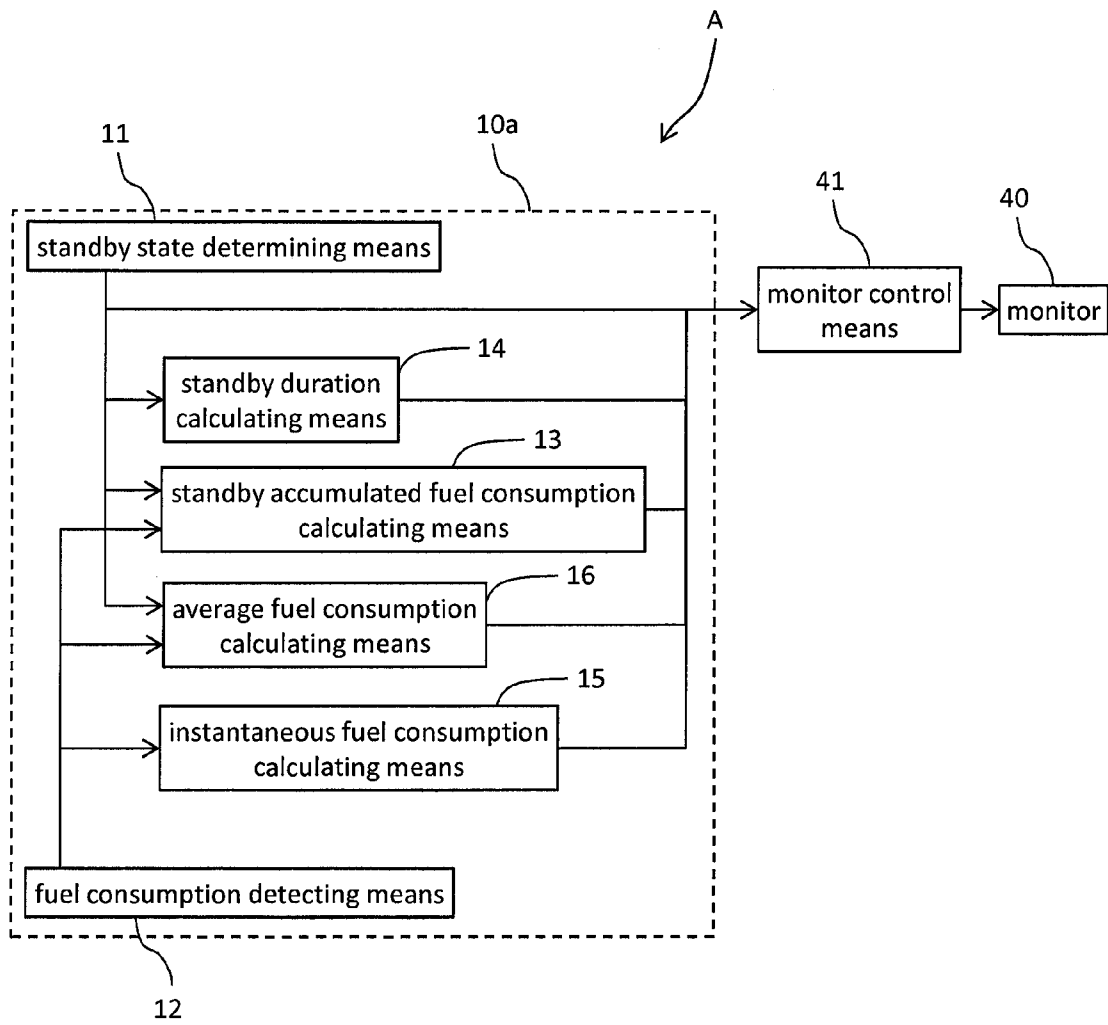 A
10a
11
41
40
standby state determining means
monitor control
means
monitor
14
standby duration
calculating means
13
standby accumulated fuel consumption
calculating means
16
average fuel consumption
calculating means
15
instantaneous fuel consumption
calculating means
fuel consumption detecting means
12